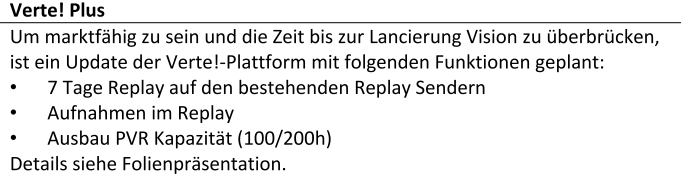 Verte! Plus
Um marktfähig zu sein und die Zeit bis zur Lancierung Vision zu überbrücken,
ist ein Update der Verte!-Plattform mit folgenden Funktionen geplant:
• 7 Tage Replay auf den bestehenden Replay Sendern
• Aufnahmen im Replay
• Ausbau PVR Kapazität (100/200h)
Details siehe Folienpräsentation.